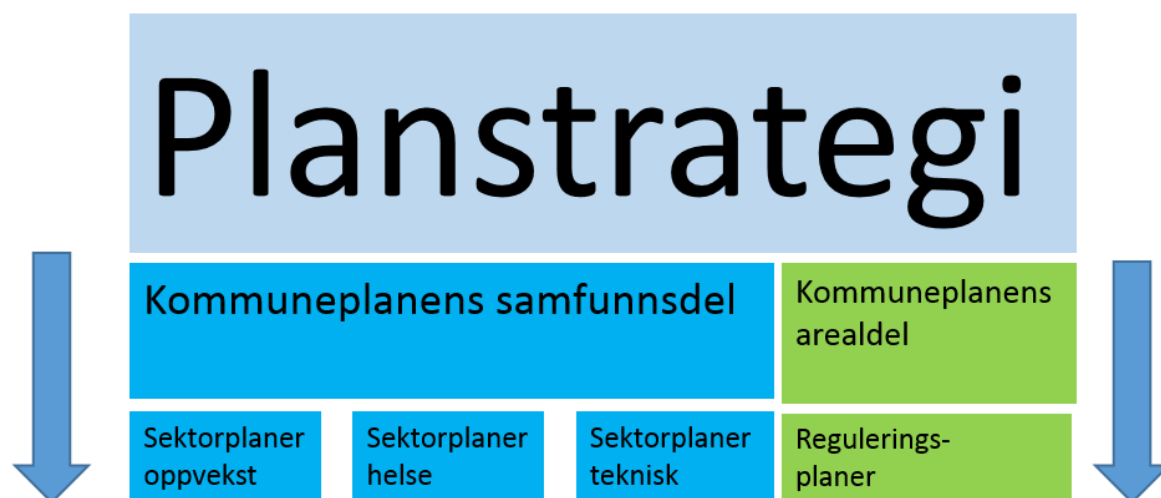 Planstrategi
Kommuneplanens samfunnsdel
Kommuneplanens
arealdel
Sektorplaner
oppvekst
Sektorplaner
helse
Sektorplaner
teknisk
Regulerings-
planer